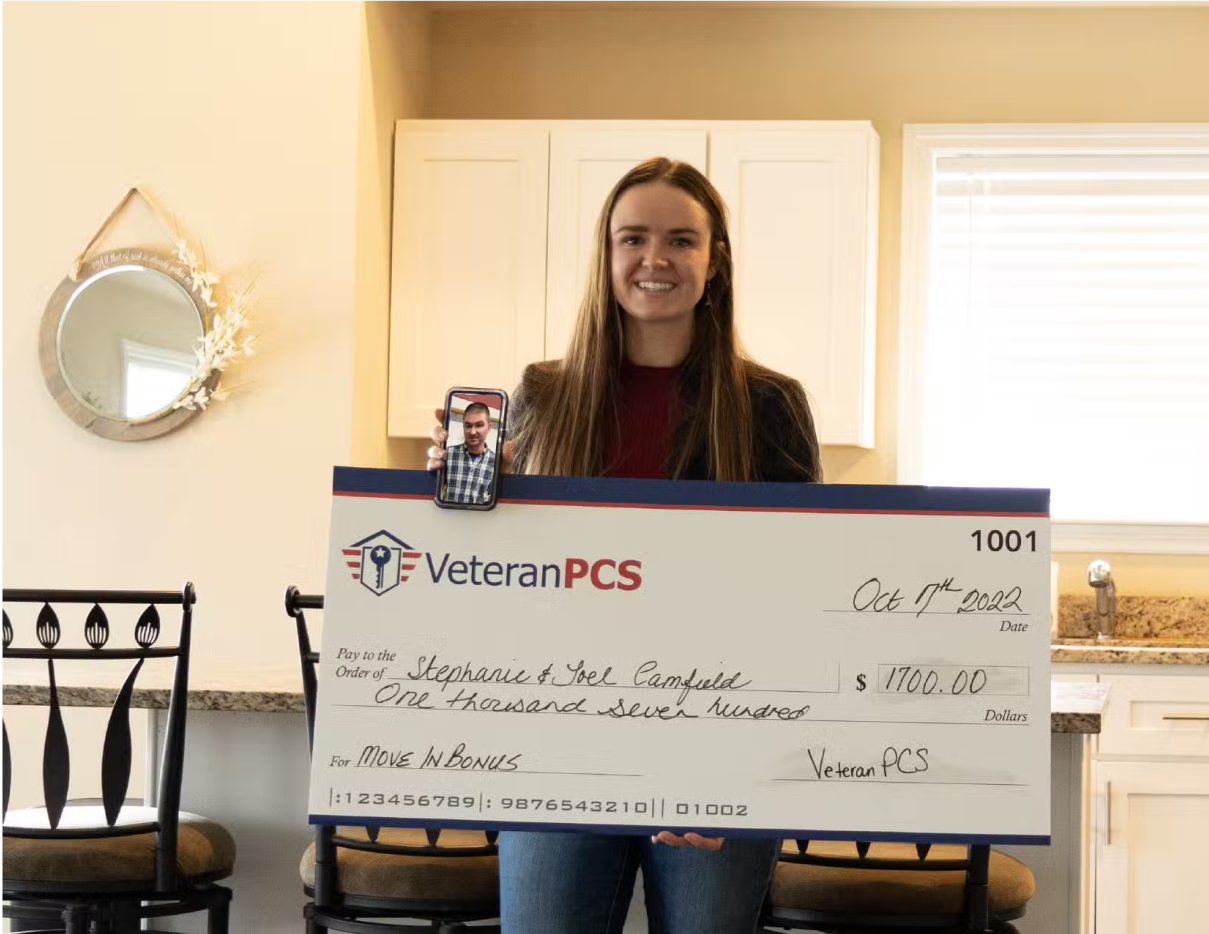 1001
VeteranPCS
Oct 17th 2022
Date
Pay to the
Order of Stephanie & Joel Camfield $ 1700.00
One thousand seven hundred Dollars
For MOVE IN BONUS Veteran PCS
|:123456789|: 9876543210|| 01002